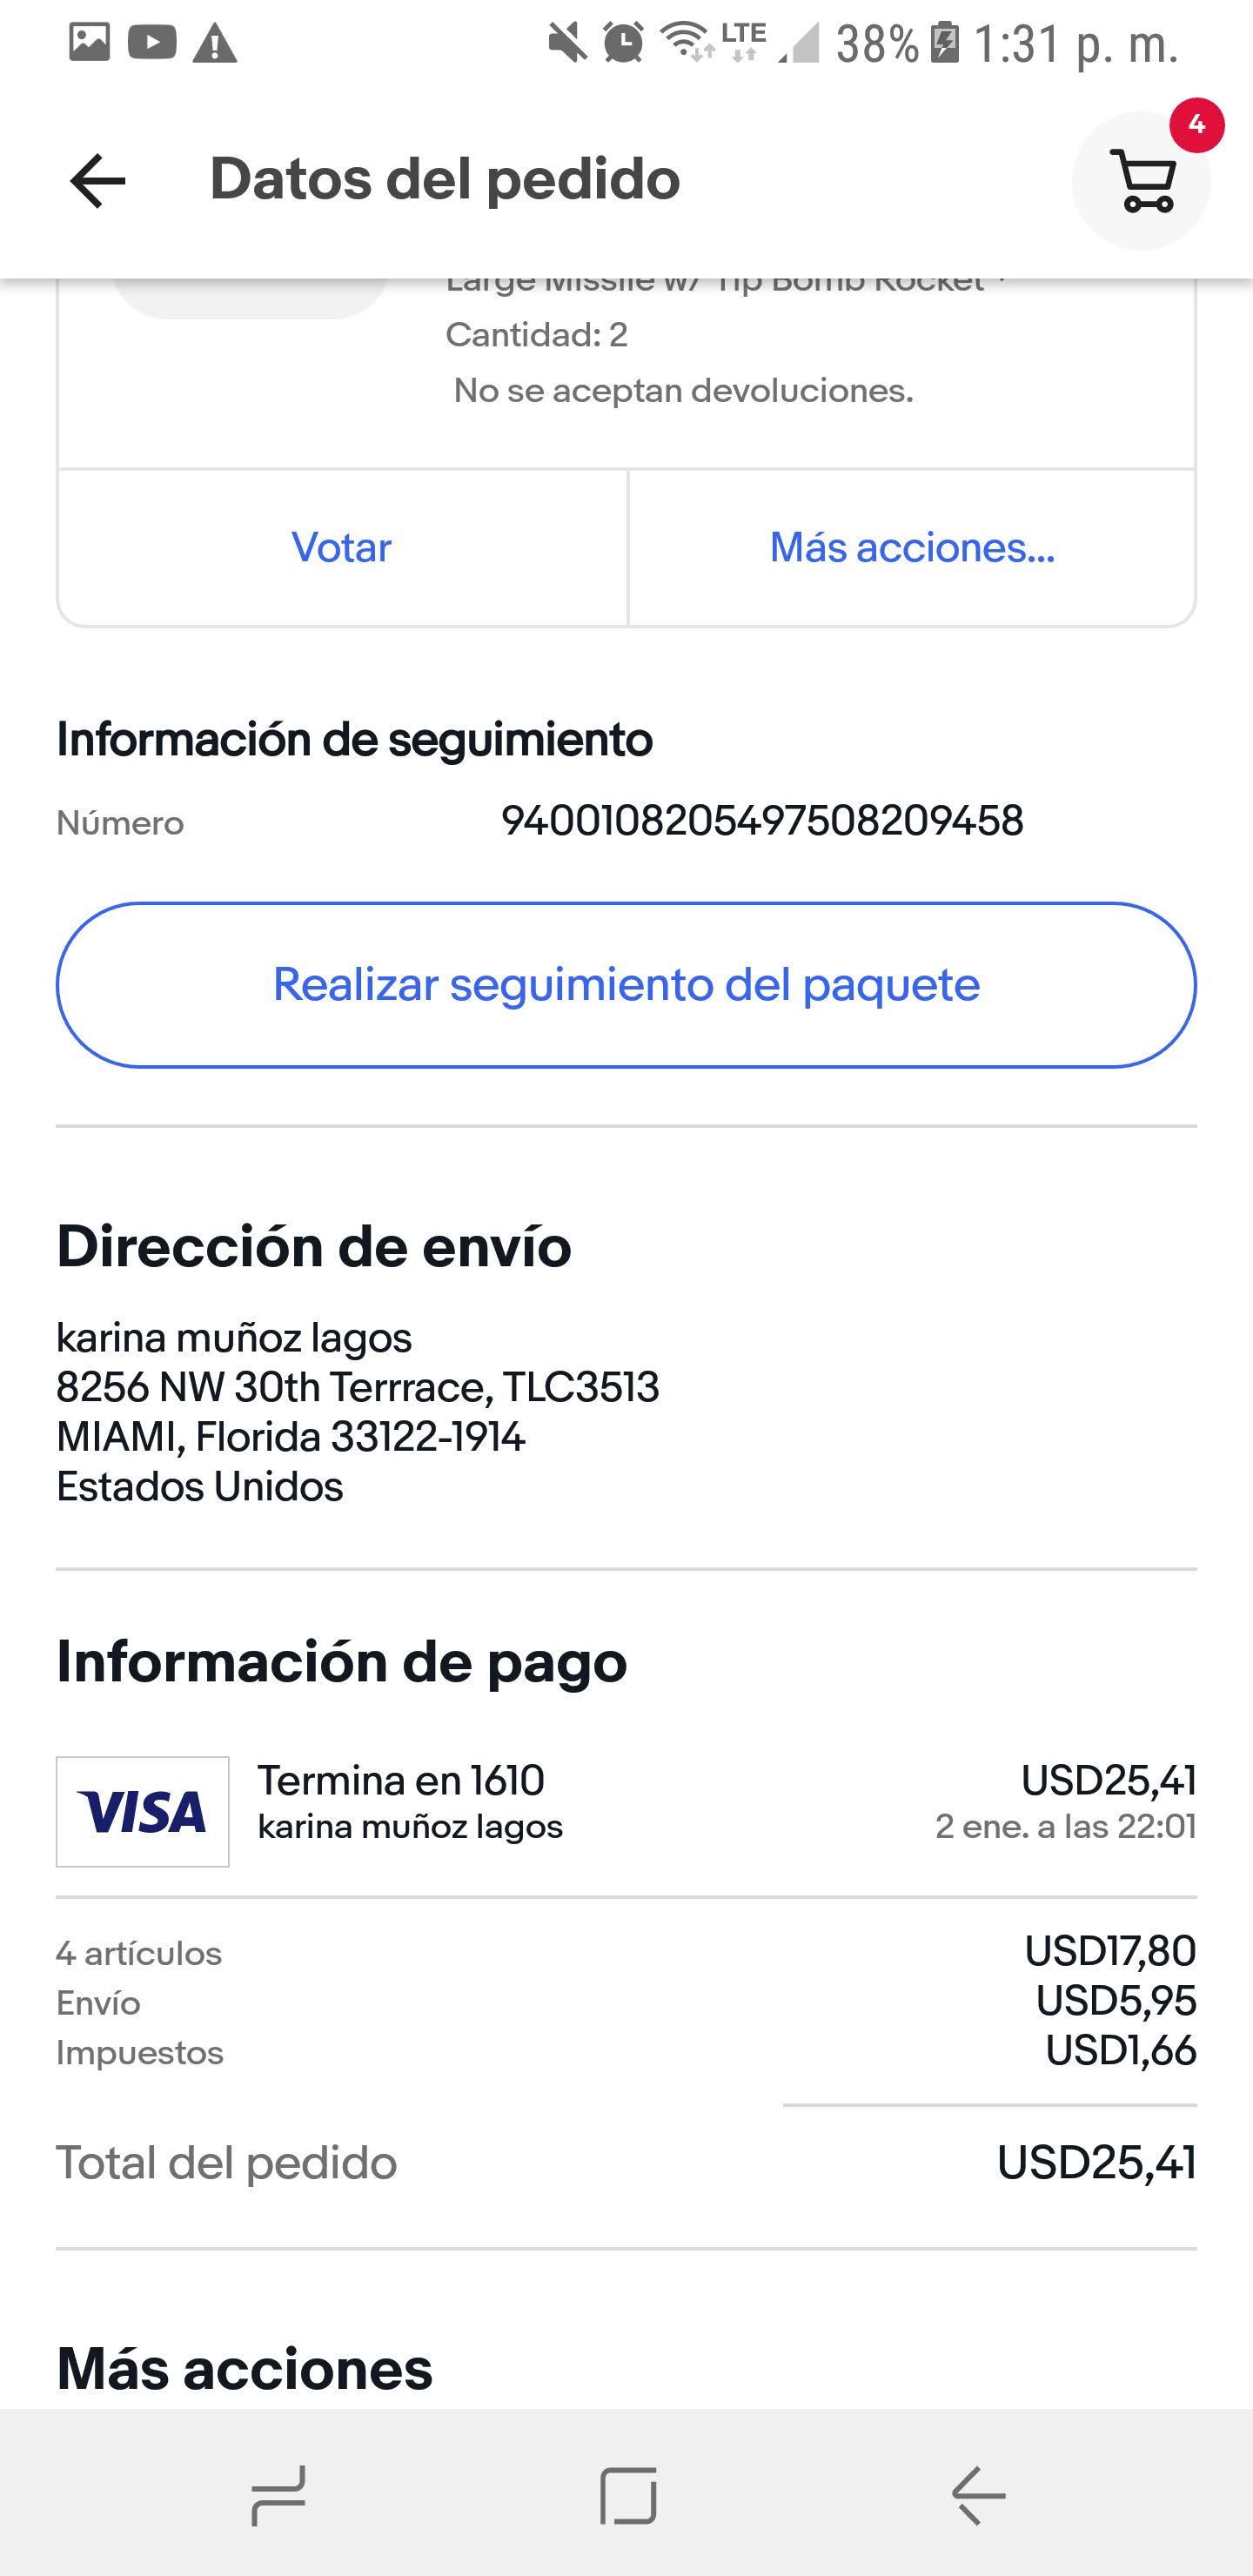 LTE 38% 1:31 p. m.
4
Datos del pedido
Large Missile w/ Tip Bomb Rocket *
Cantidad: 2
No se aceptan devoluciones.
Votar Más acciones...
Información de seguimiento
Número 9400108205497508209458
Realizar seguimiento del paquete
Dirección de envío
karina muñoz lagos
8256 NW 30th Terrrace, TLC3513
MIAMI, Florida 33122-1914
Estados Unidos
Información de pago
VISA Termina en 1610 USD25,41
karina muñoz lagos 2 ene. a las 22:01
4 artículos USD17,80
Envío USD5,95
Impuestos USD1,66
Total del pedido USD25,41
Más acciones